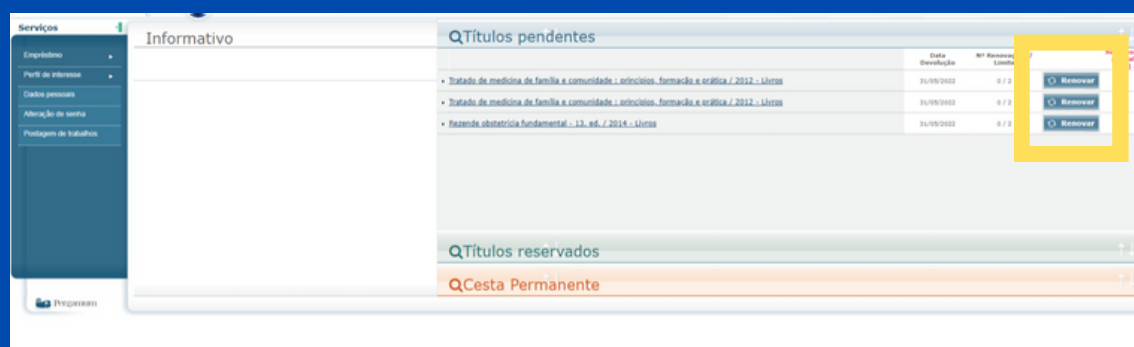 Serviços
Empréstimo
Perfil de interesse
Dados pessoais
Alteração de senha
Postagem de trabalhos
Pergamum
Informativo
Títulos pendentes
Data Nº Renovações/
Devolução Limite
Tratado de medicina de família e comunidade : princípios, formação e prática / 2012 - Livros 31/05/2022 0 / 2 Renovar
Tratado de medicina de família e comunidade : princípios, formação e prática / 2012 - Livros 31/05/2022 0 / 2 Renovar
Rezende obstetrícia fundamental - 13. ed. / 2014 - Livros 31/05/2022 0 / 2 Renovar
Títulos reservados
Cesta Permanente